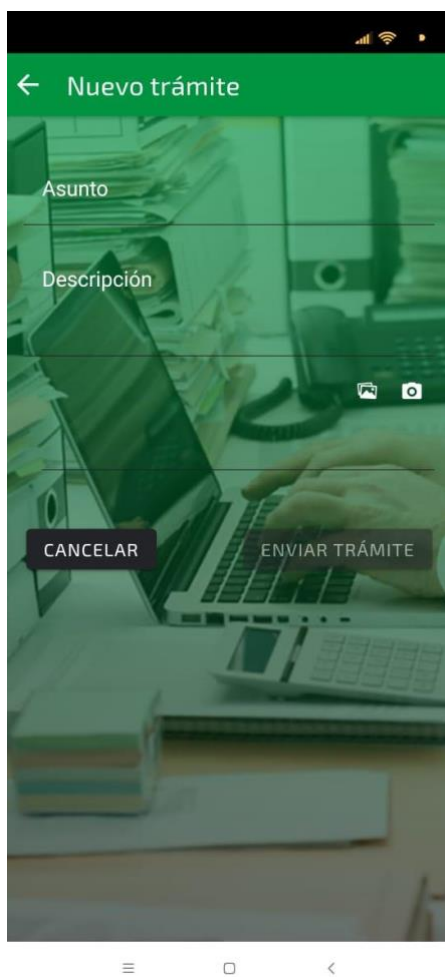 Nuevo trámite
Asunto
Descripción
CANCELAR
ENVIAR TRÁMITE